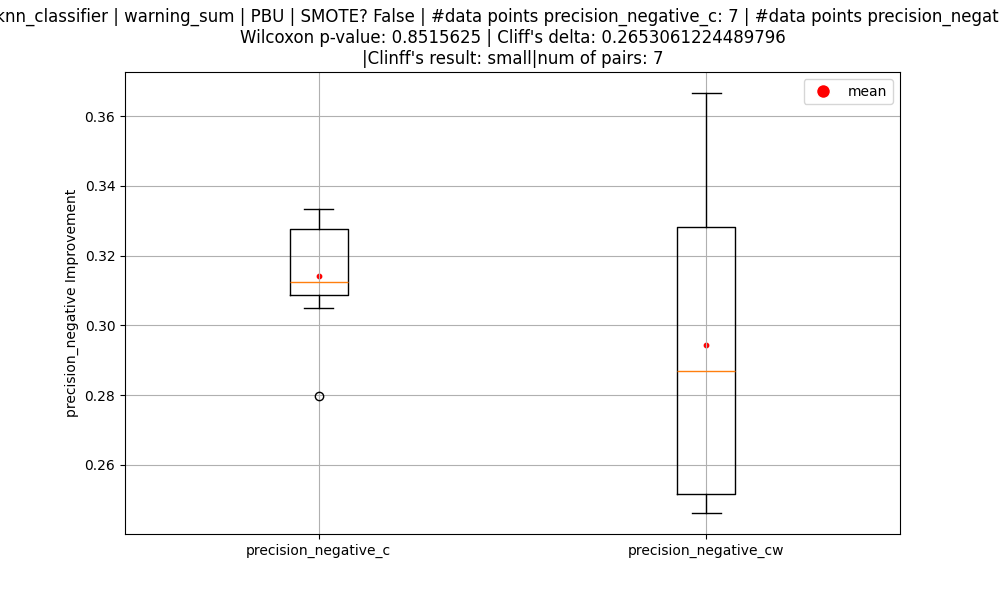 knn_classifier | warning_sum | PBU | SMOTE? False | #data points precision_negative_c: 7 | #data points
Wilcoxon p-value: 0.8515625 | Cliff's delta: 0.2653061224489796
|Clinff's result: small|num of pairs: 7
mean
0.36
0.34
0.32
0.30
0.28
0.26
precision_negative Improvement
precision_negative_c
precision_negative_cw